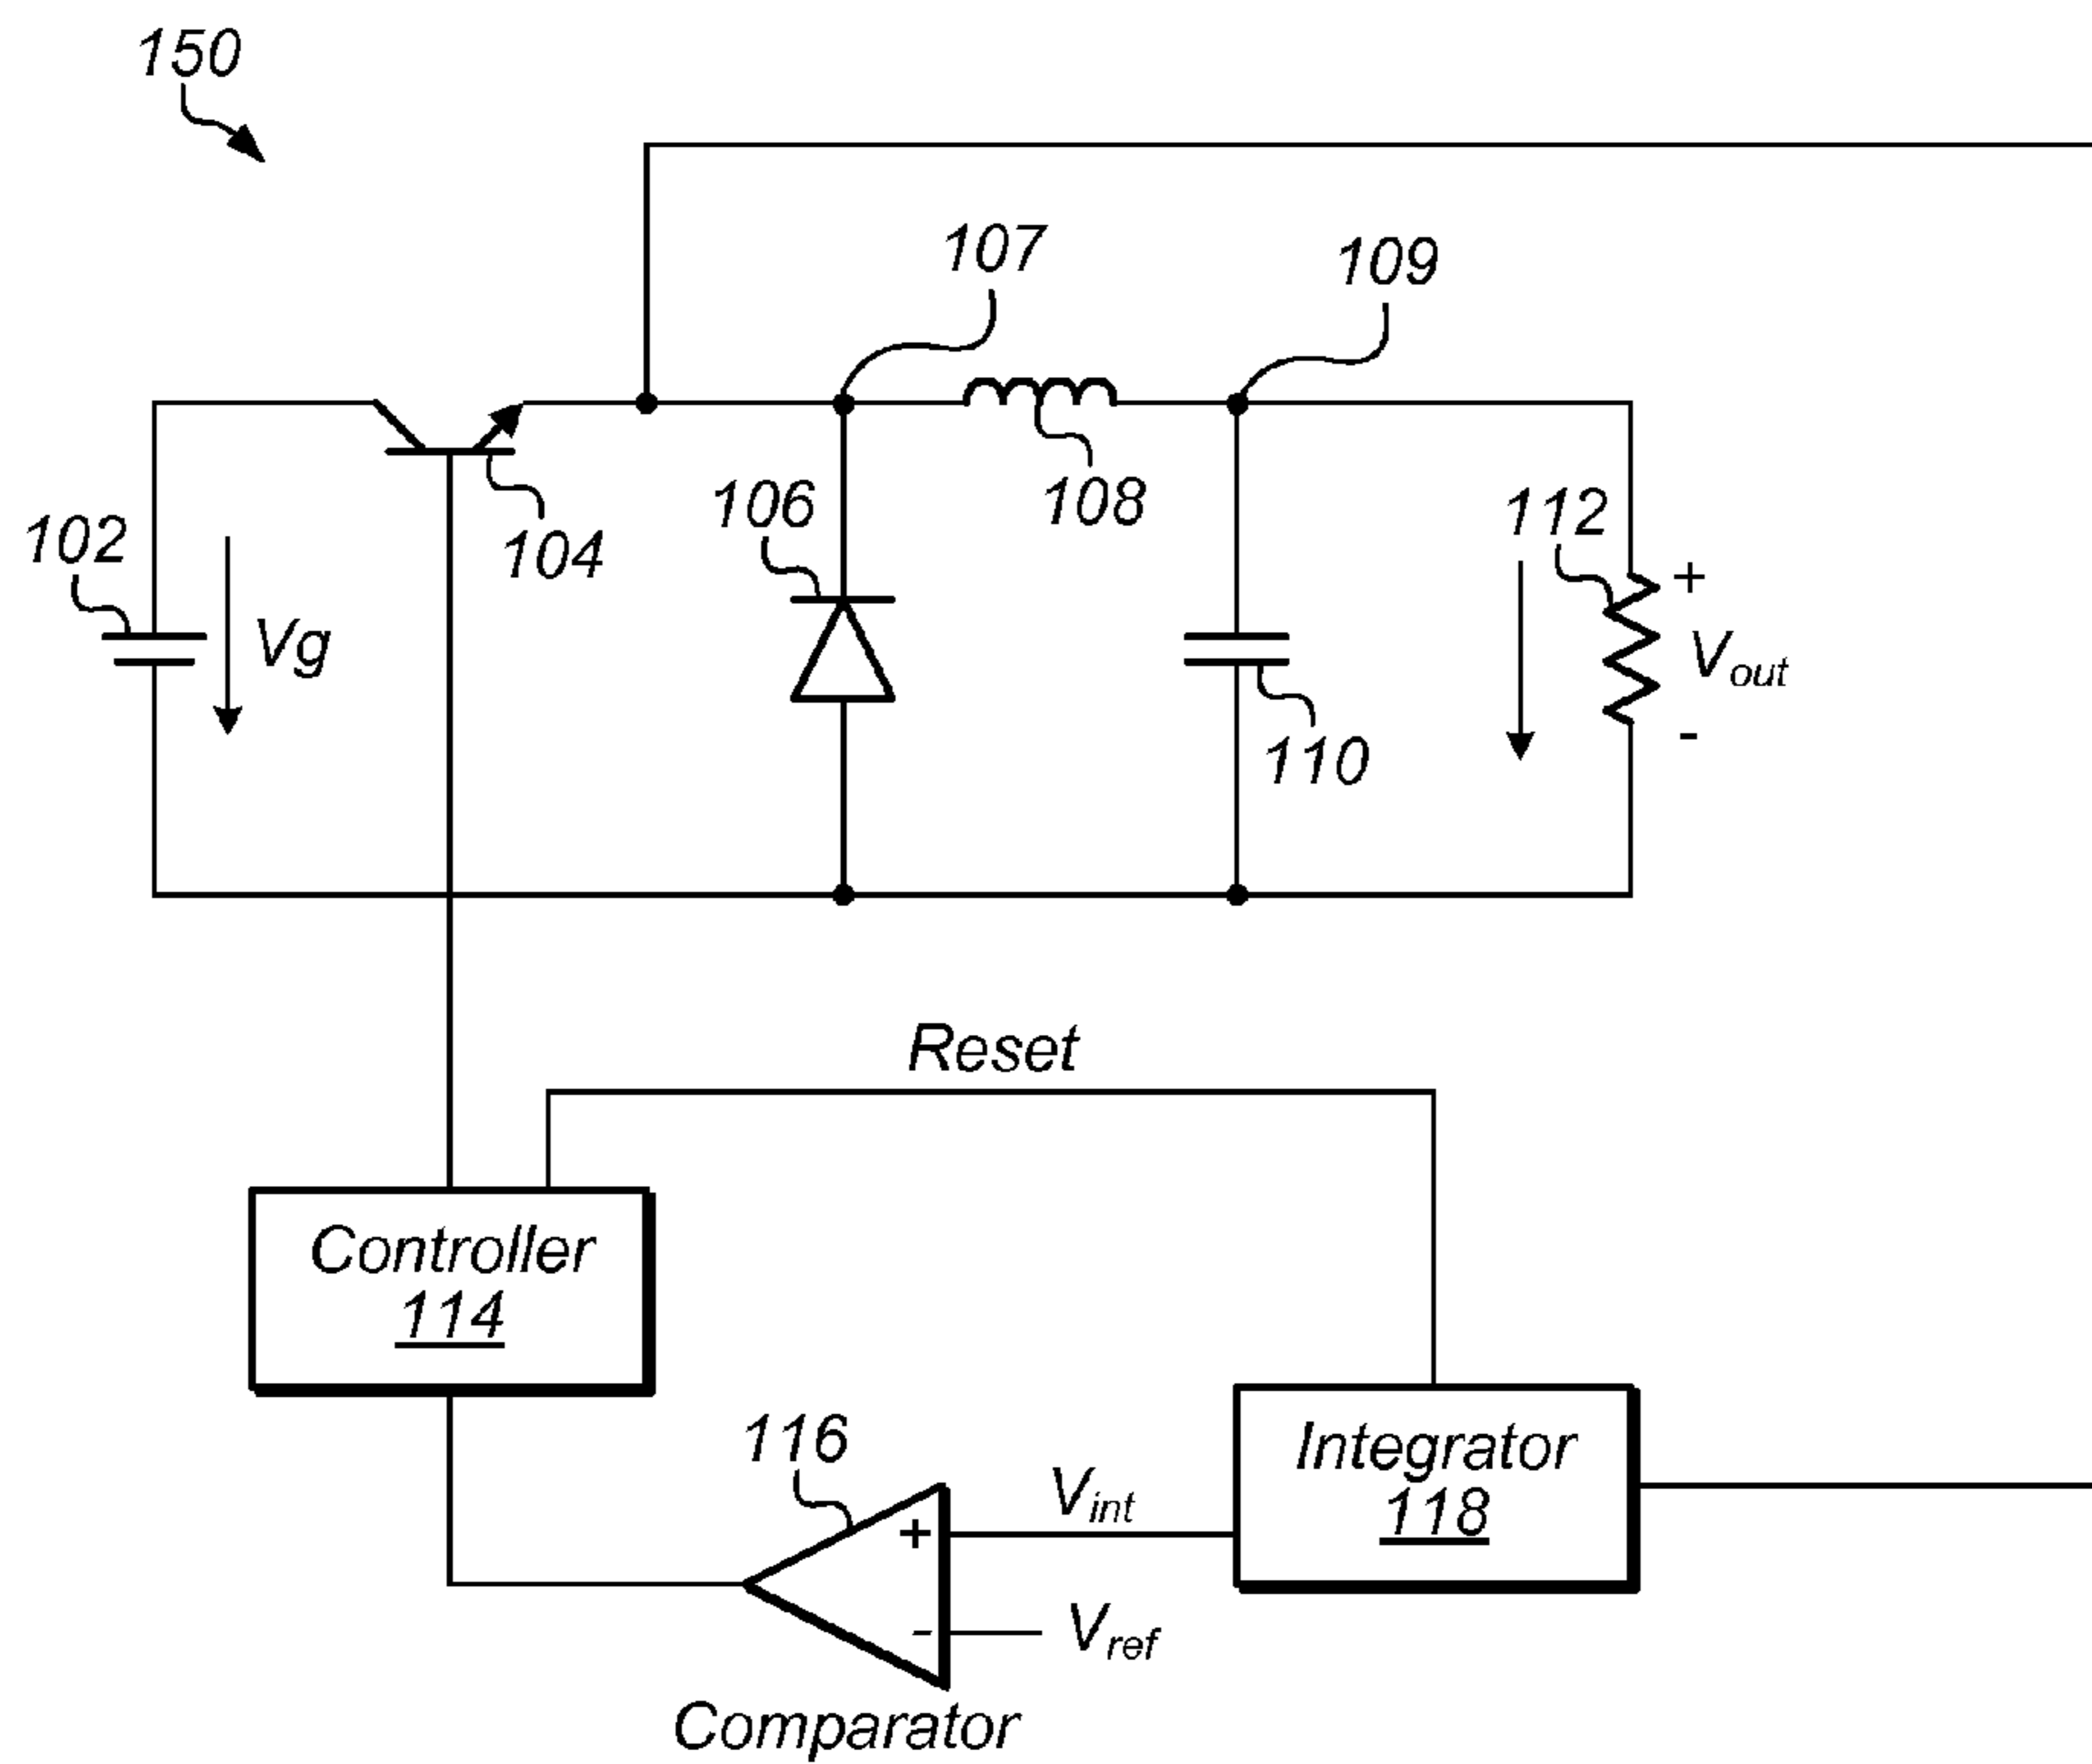 150
107
109
106
108
112
102
104
+
Vg
Vout
-
110
Reset
Controller
114
116
Vint
Integrator
118
+
-
Vref
Comparator